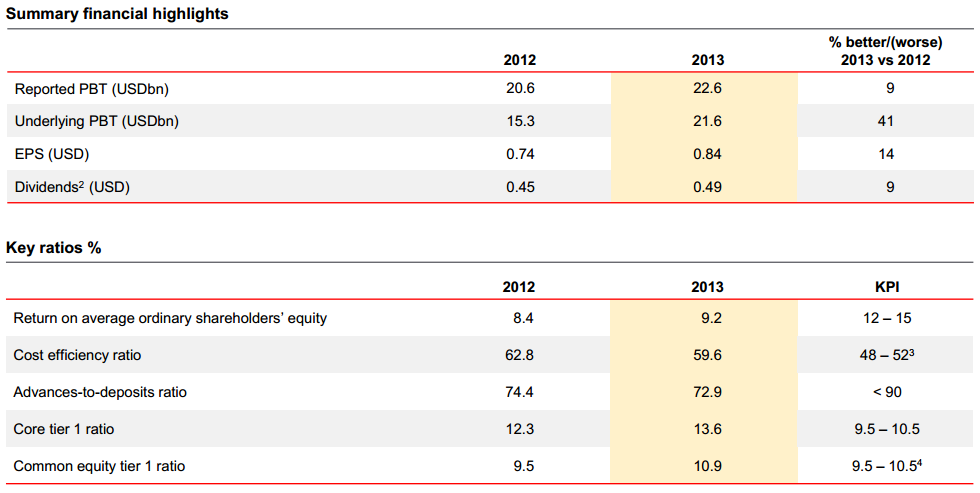 Summary financial highlights
% better/(worse)
2012 2013 2013 vs 2012
Reported PBT (USDbn) 20.6 22.6 9
Underlying PBT (USDbn) 15.3 21.6 41
EPS (USD) 0.74 0.84 14
Dividends² (USD) 0.45 0.49 9
Key ratios %
2012 2013 KPI
Return on average ordinary shareholders’ equity 8.4 9.2 12 – 15
Cost efficiency ratio 62.8 59.6 48 – 52³
Advances-to-deposits ratio 74.4 72.9 < 90
Core tier 1 ratio 12.3 13.6 9.5 – 10.5
Common equity tier 1 ratio 9.5 10.9 9.5 – 10.5⁴